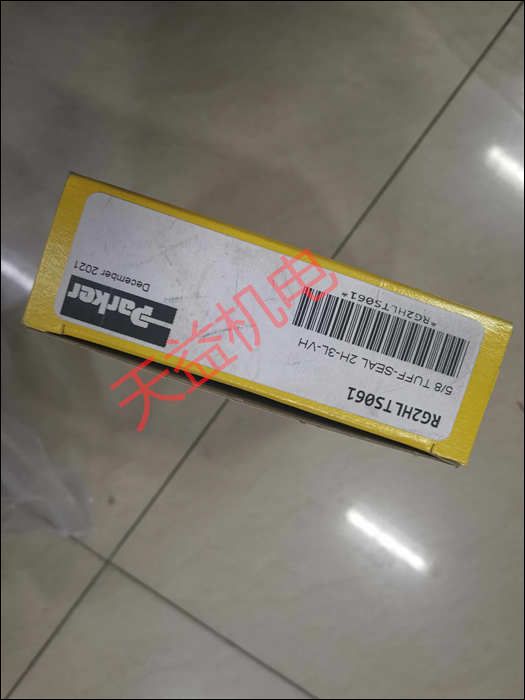 RG2HLTS061
5/8 TUFF-SEAL 2H-3L-VH
*RG2HLTS061*
Parker
December 2021
天益机电